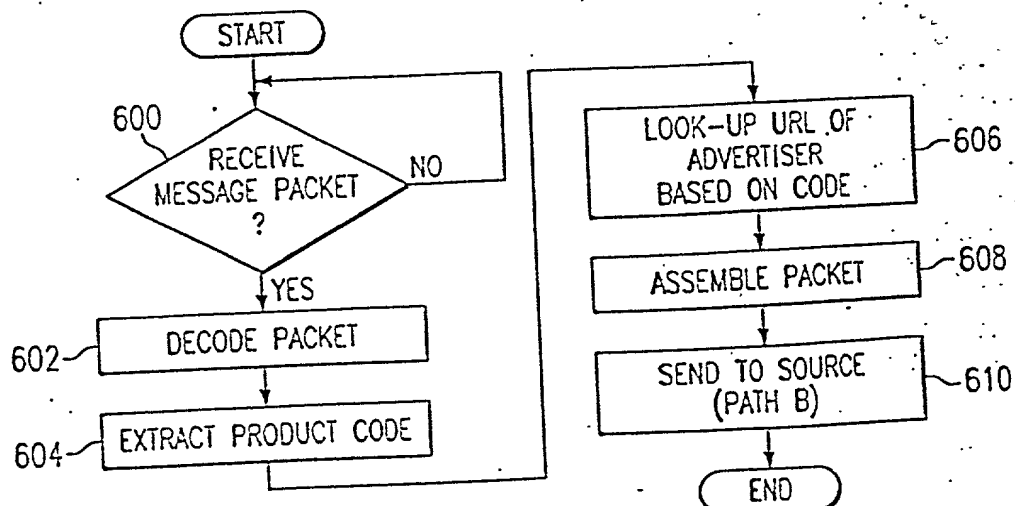 START
600
RECEIVE
MESSAGE PACKET
?
NO
YES
602
DECODE PACKET
604
EXTRACT PRODUCT CODE
LOOK-UP URL OF
ADVERTISER
BASED ON CODE
606
ASSEMBLE PACKET
608
SEND TO SOURCE
(PATH B)
610
END